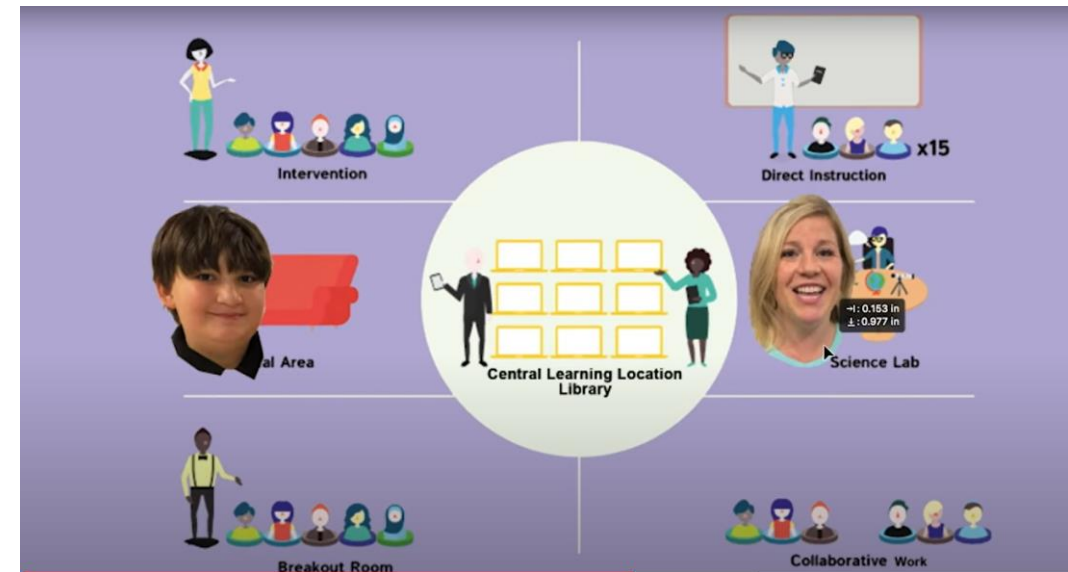 x15
Intervention
Direct Instruction
al Area
→: 0.153 in
↓: 0.977 in
Science Lab
Central Learning Location
Library
Breakout Room
Collaborative Work